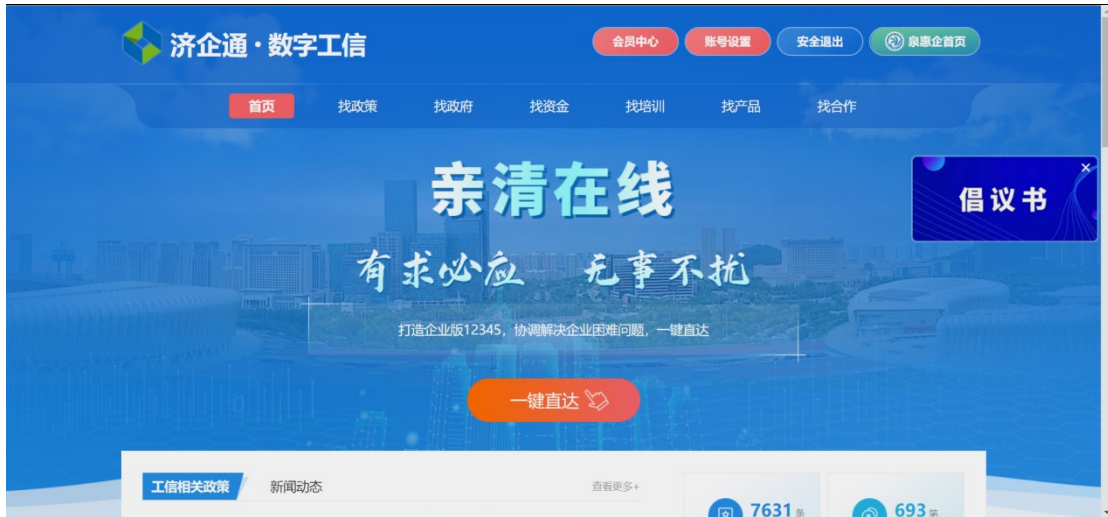 济企通·数字工信
会员中心 账号设置 安全退出 泉惠企首页
首页 找政策 找政府 找资金 找培训 找产品 找合作
亲清在线
倡议书
有求必应 无事不扰
打造企业版12345，协调解决企业困难问题，一键直达
一键直达
工信相关政策 新闻动态 查看更多+
7631条 693